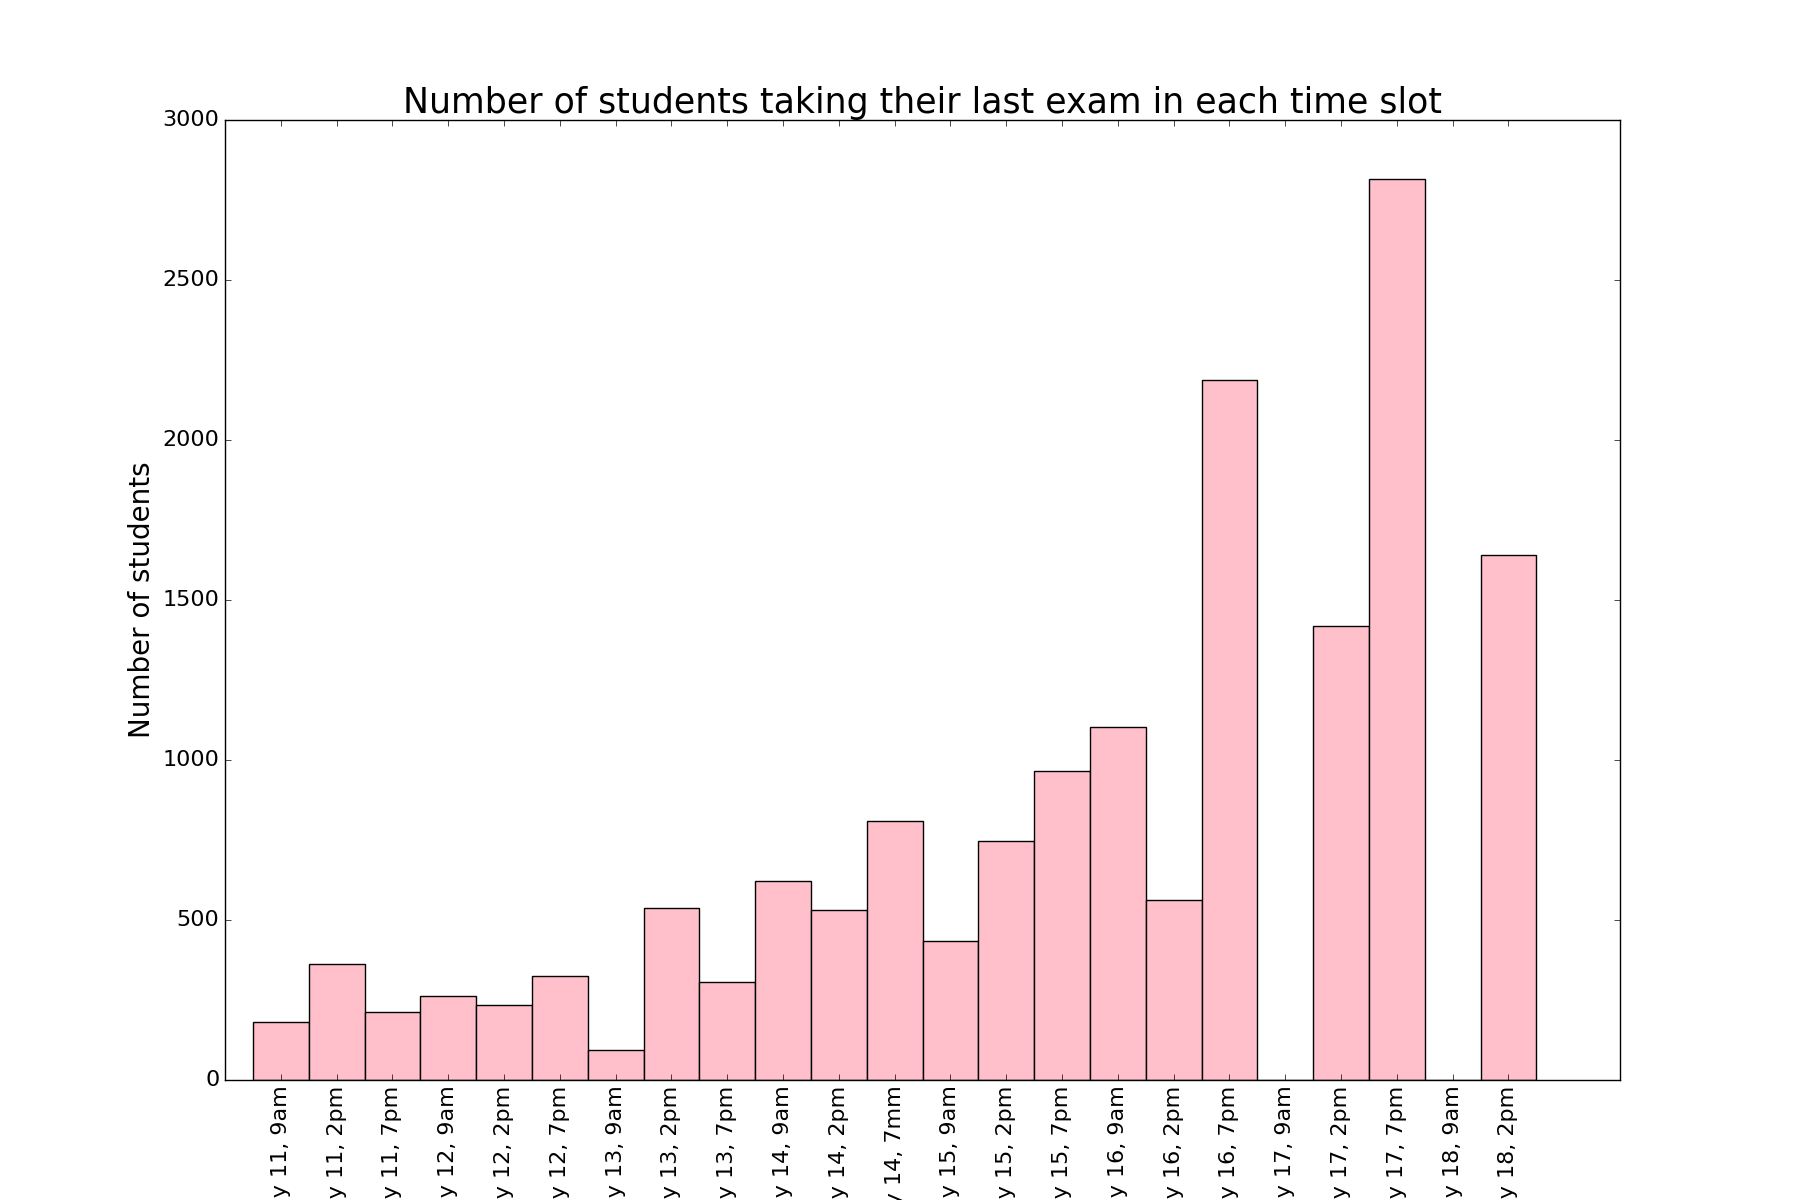 Number of students taking their last exam in each time slot
Number of students
3000
2500
2000
1500
1000
500
0
y 11, 9am
y 11, 2pm
y 11, 7pm
y 12, 9am
y 12, 2pm
y 12, 7pm
y 13, 9am
y 13, 2pm
y 13, 7pm
y 14, 9am
y 14, 2pm
y 14, 7mm
y 15, 9am
y 15, 2pm
y 15, 7pm
y 16, 9am
y 16, 2pm
y 16, 7pm
y 17, 9am
y 17, 2pm
y 17, 7pm
y 18, 9am
y 18, 2pm